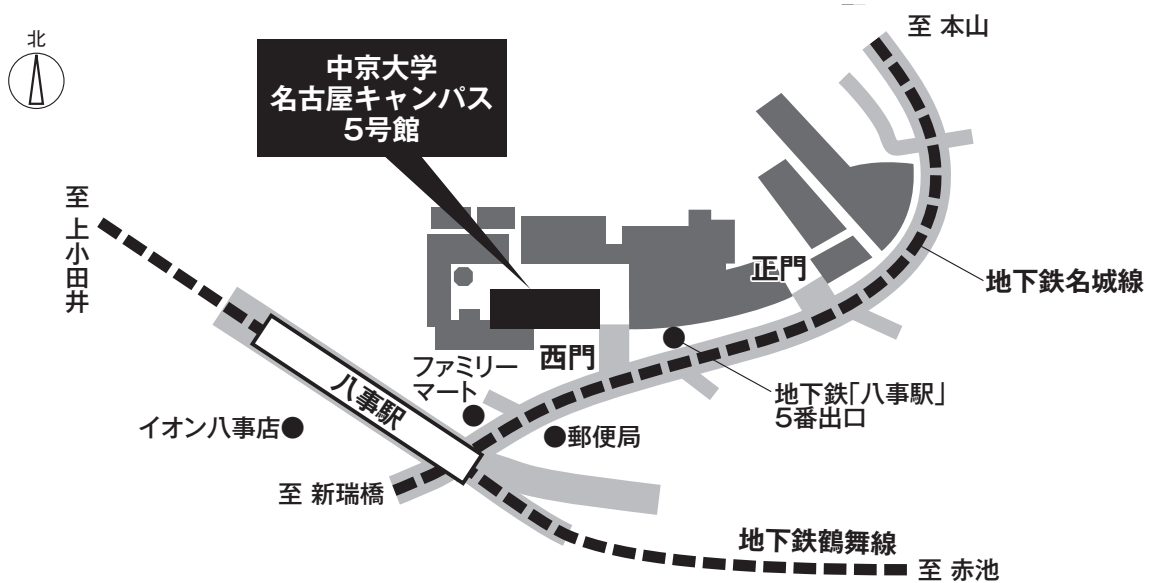 至 本山
北
中京大学
名古屋キャンパス
5号館
至 上小田井
正門
地下鉄名城線
西門
ファミリー
マート
地下鉄「八事駅」
5番出口
八事駅
イオン八事店
郵便局
至 新瑞橋
地下鉄鶴舞線
至 赤池